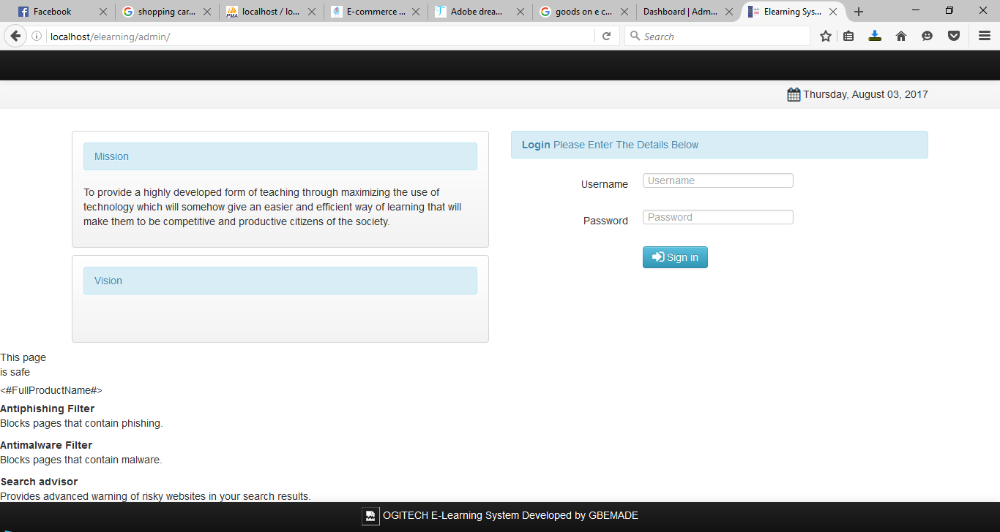 Facebook
shopping car...
localhost / lo...
E-commerce ...
Adobe drea...
goods on e c...
Dashboard | Adm...
Elearning Sys...
localhost/elearning/admin/
Search
Thursday, August 03, 2017
Mission
To provide a highly developed form of teaching through maximizing the use of
technology which will somehow give an easier and efficient way of learning that will
make them to be competitive and productive citizens of the society.
Vision
Login Please Enter The Details Below
Username Username
Password Password
Sign in
This page
is safe
<#FullProductName#>
Antiphishing Filter
Blocks pages that contain phishing.
Antimalware Filter
Blocks pages that contain malware.
Search advisor
Provides advanced warning of risky websites in your search results.
OGITECH E-Learning System Developed by GBEMADE